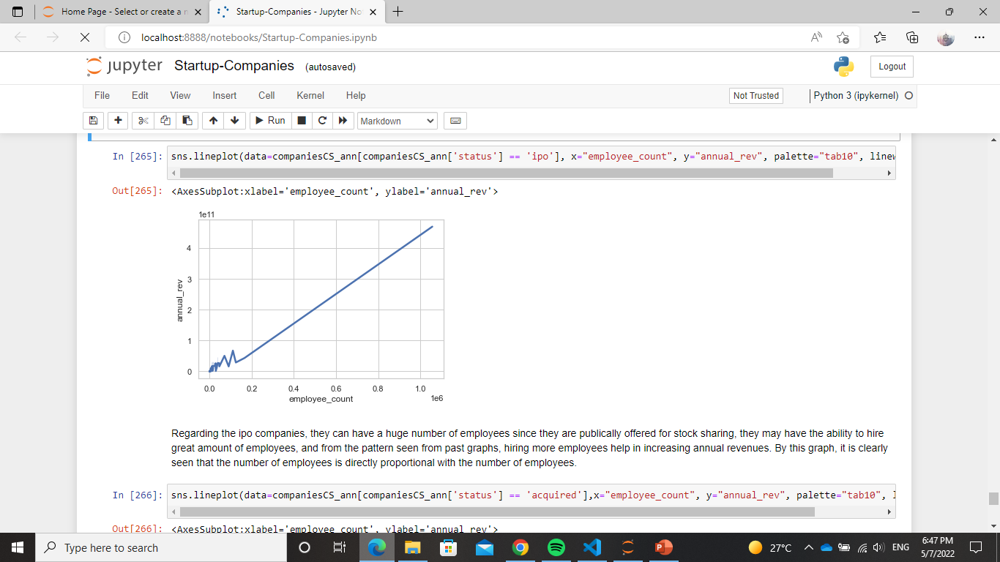 Home Page - Select or create a n
Startup-Companies - Jupyter No
localhost:8888/notebooks/Startup-Companies.ipynb
jupyter Startup-Companies (autosaved)
Logout
File Edit View Insert Cell Kernel Help
Not Trusted
Python 3 (ipykernel)
Run
Markdown
In [265]: sns.lineplot(data=companiesCS_ann[companiesCS_ann['status'] == 'ipo'], x="employee_count", y="annual_rev", palette="tab10", linew
Out[265]: <AxesSubplot:xlabel='employee_count', ylabel='annual_rev'>
1e11
4
3
2
1
0
annual_rev
0.0 0.2 0.4 0.6 0.8 1.0
employee_count
1e6
Regarding the ipo companies, they can have a huge number of employees since they are publically offered for stock sharing, they may have the ability to hire
great amount of employees, and from the pattern seen from past graphs, hiring more employees help in increasing annual revenues. By this graph, it is clearly
seen that the number of employees is directly proportional with the number of employees.
In [266]: sns.lineplot(data=companiesCS_ann[companiesCS_ann['status'] == 'acquired'],x="employee_count", y="annual_rev", palette="tab10", l
Out[266]: <AxesSubplot:xlabel='employee_count', ylabel='annual_rev'>
Type here to search
27°C
ENG
6:47 PM
5/7/2022